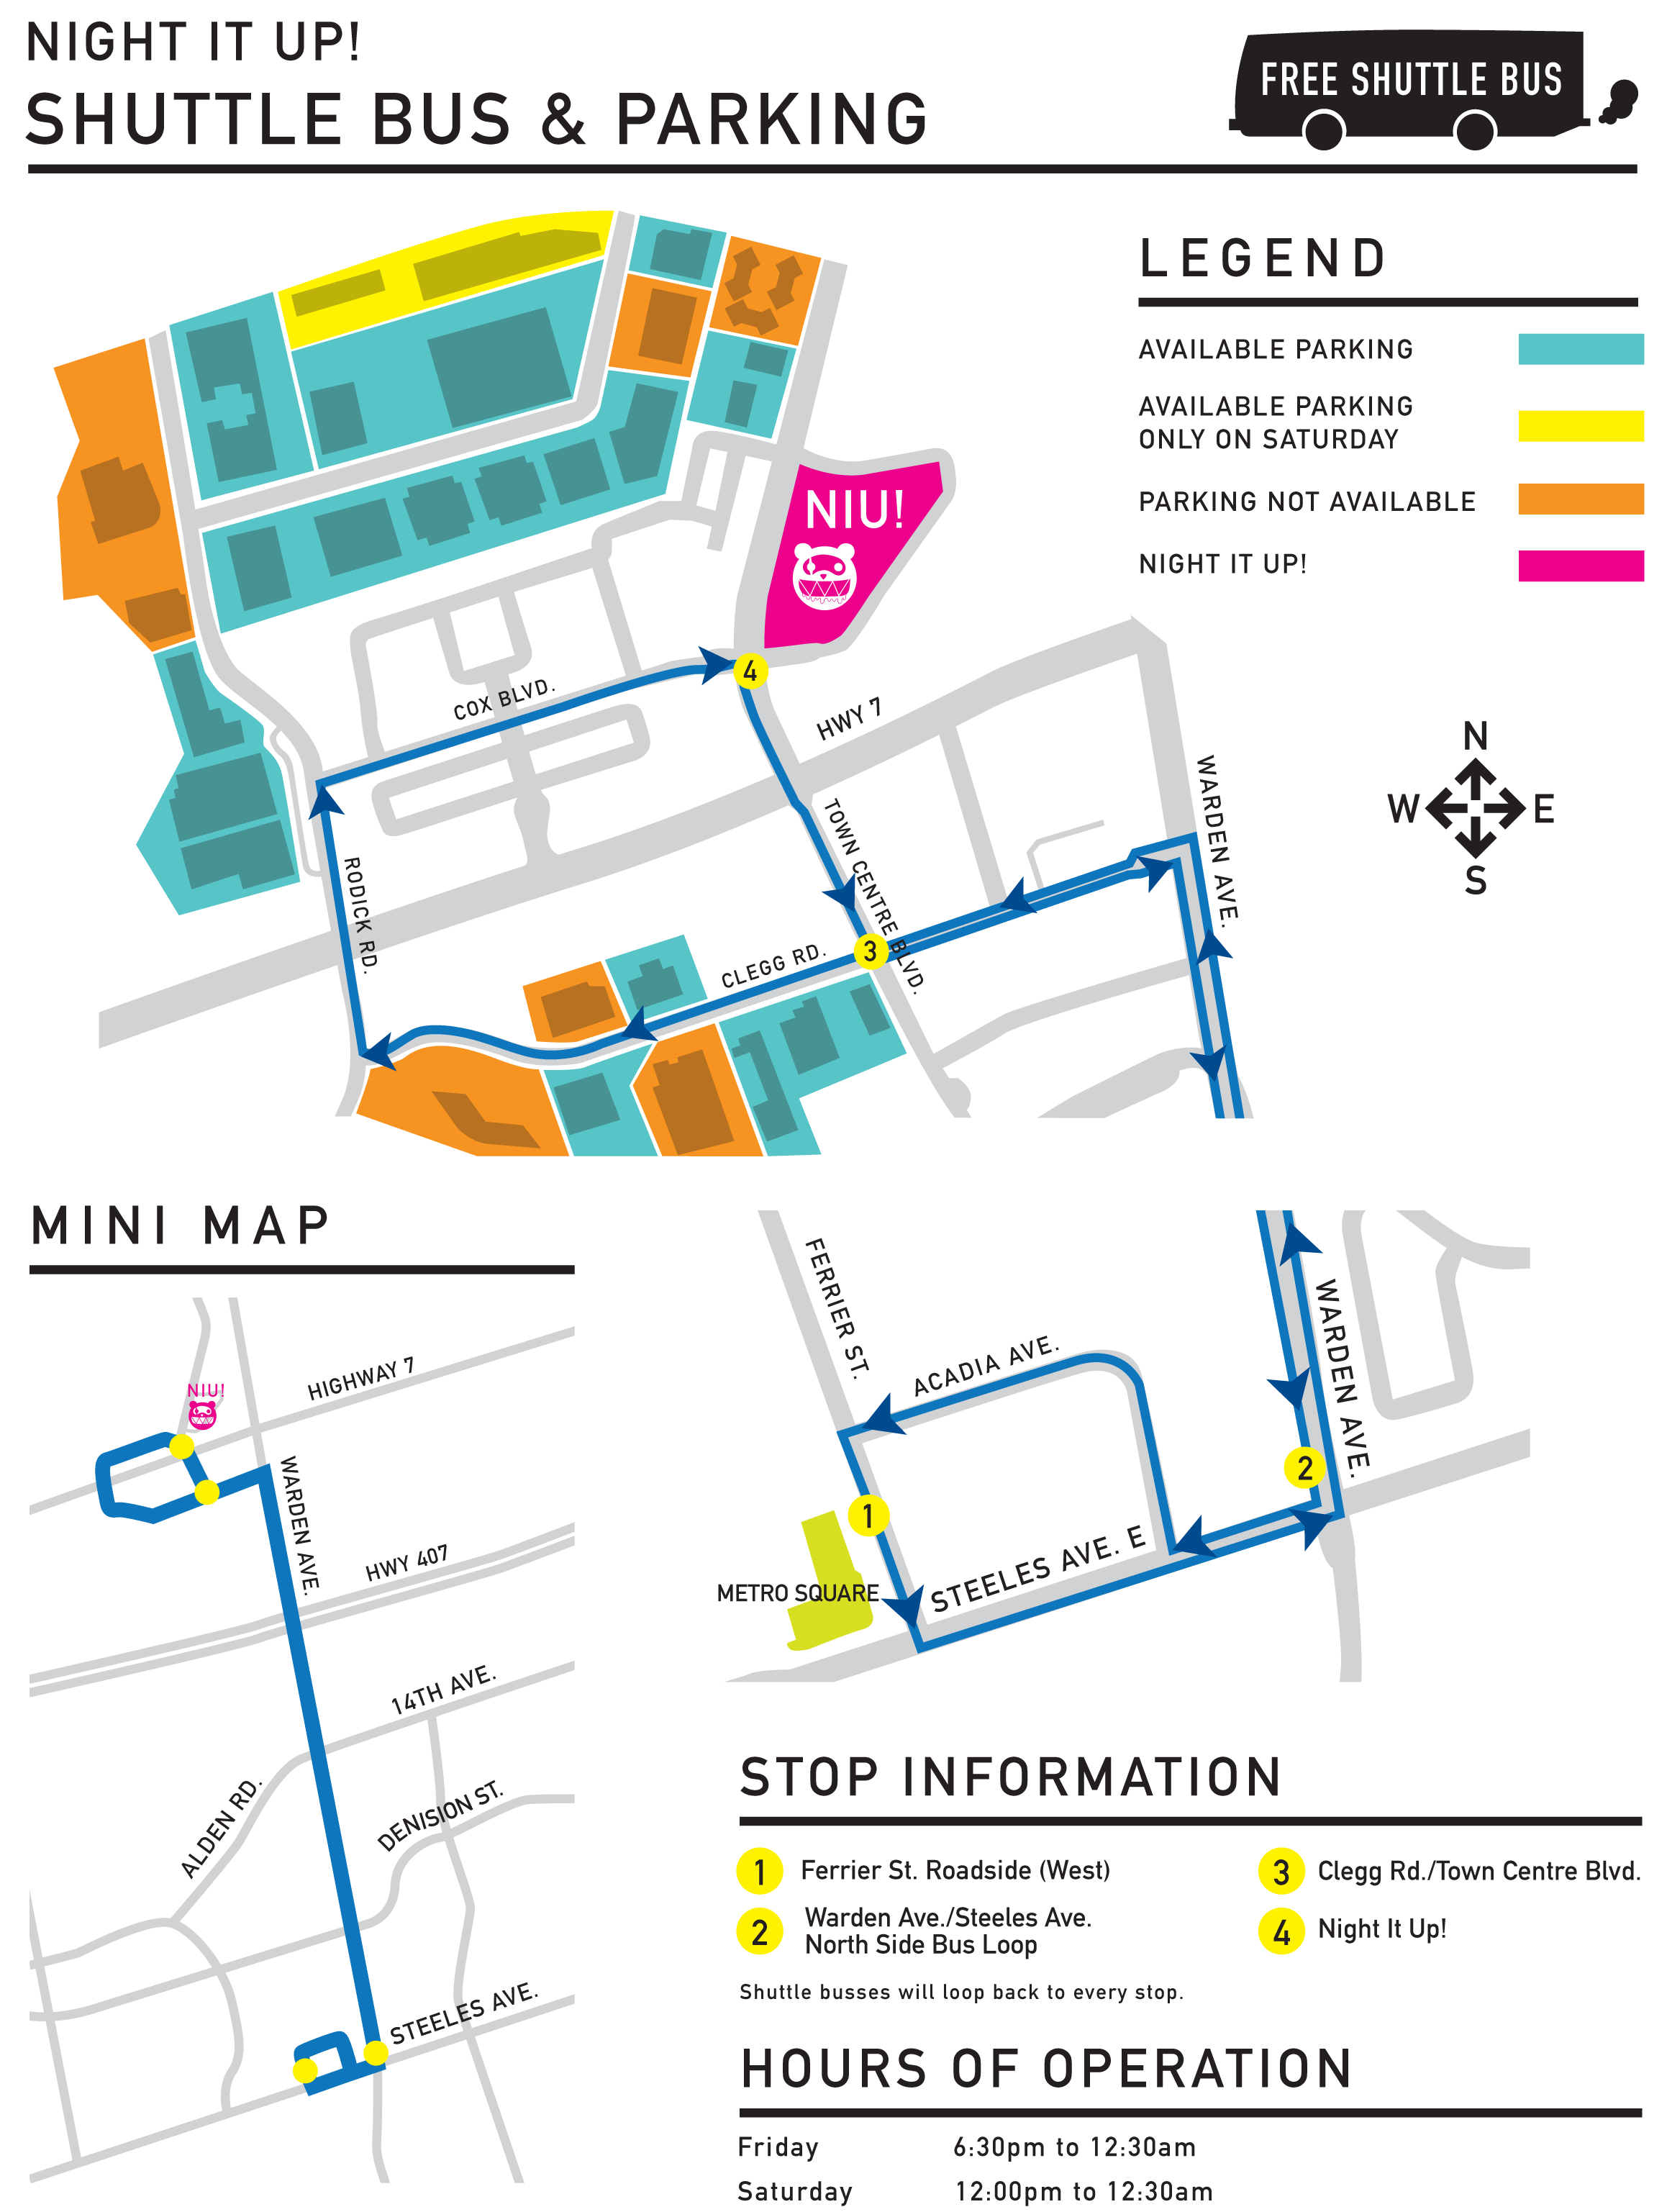 NIGHT IT UP!
SHUTTLE BUS & PARKING
FREE SHUTTLE BUS
LEGEND
AVAILABLE PARKING
AVAILABLE PARKING
ONLY ON SATURDAY
PARKING NOT AVAILABLE
NIGHT IT UP!
NIU!
4
COX BLVD.
HWY 7
TOWN CENTRE BLVD.
WARDEN AVE.
RODICK RD.
CLEGG RD.
3
N
W
E
S
MINI MAP
NIU!
HIGHWAY 7
WARDEN AVE.
HWY 407
14TH AVE.
ALDEN RD.
DENISION ST.
STEELES AVE.
FERRIER ST.
ACADIA AVE.
WARDEN AVE.
2
1
METRO SQUARE
STEELES AVE. E
STOP INFORMATION
1 Ferrier St. Roadside (West)
2 Warden Ave./Steeles Ave.
North Side Bus Loop
3 Clegg Rd./Town Centre Blvd.
4 Night It Up!
Shuttle busses will loop back to every stop.
HOURS OF OPERATION
Friday 6:30pm to 12:30am
Saturday 12:00pm to 12:30am